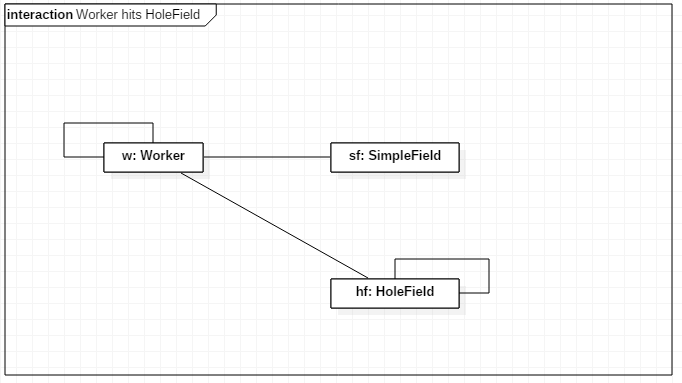 interaction Worker hits HoleField
w: Worker
sf: SimpleField
hf: HoleField